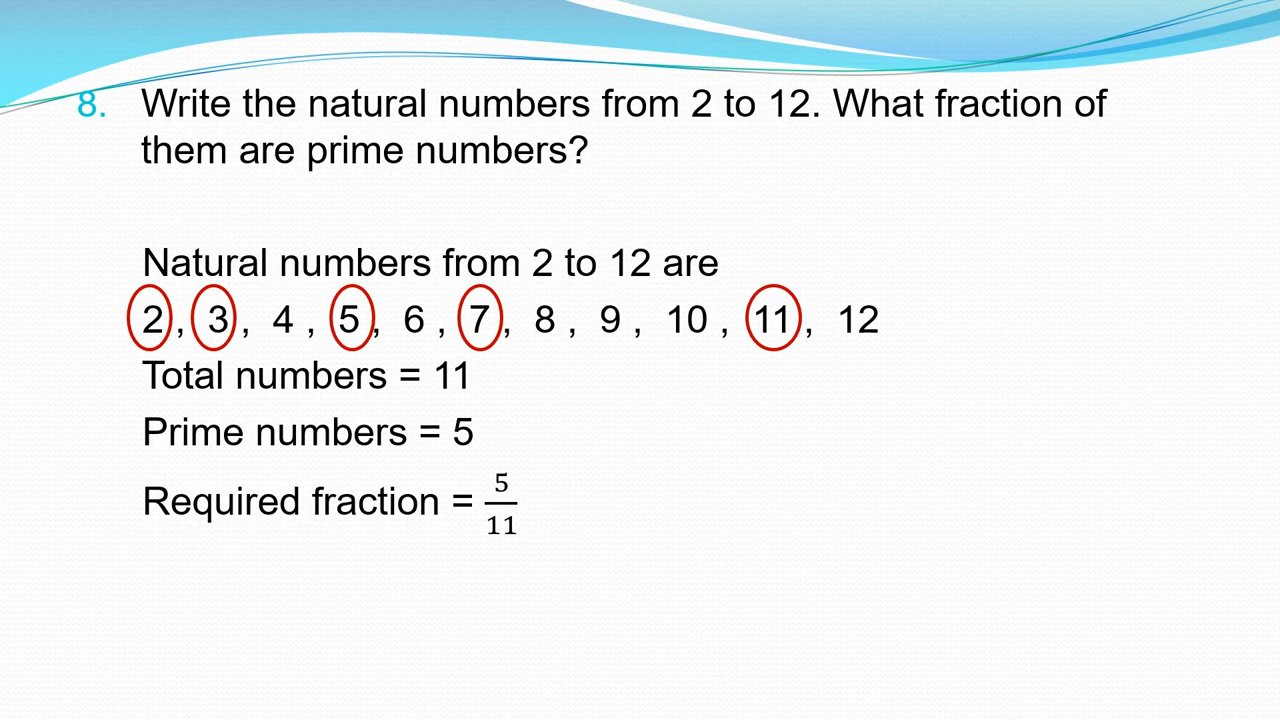 8. Write the natural numbers from 2 to 12. What fraction of
them are prime numbers?
Natural numbers from 2 to 12 are
2 , 3 , 4 , 5 , 6 , 7 , 8 , 9 , 10 , 11 , 12
Total numbers = 11
Prime numbers = 5
Required fraction = 5/11